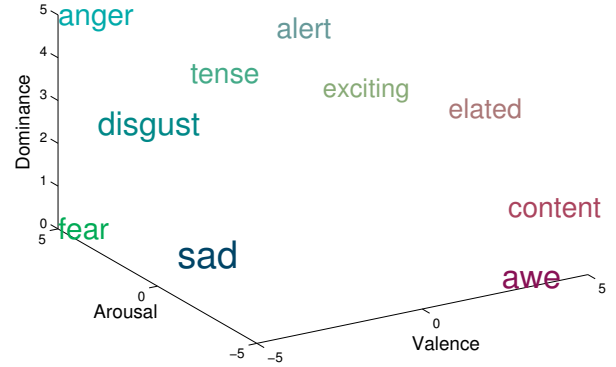 5
anger
alert
4
tense
exciting
3
elated
disgust
2
Dominance
1
content
0
5
fear
sad
awe
0
5
Arousal
0
Valence
−5
−5